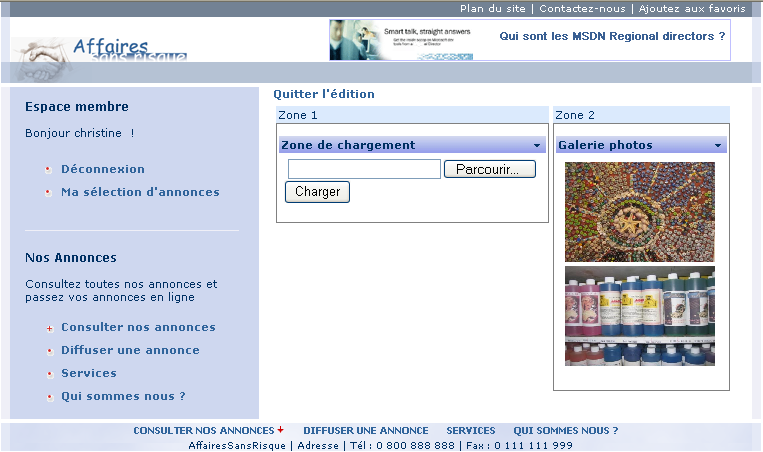 Plan du site | Contactez-nous | Ajoutez aux favoris
Affaires
sans risque
Smart talk, straight answers
Qui sont les MSDN Regional directors ?
Quitter l'édition
Espace membre
Bonjour christine !
Déconnexion
Ma sélection d'annonces
Nos Annonces
Consultez toutes nos annonces et
passez vos annonces en ligne
Consulter nos annonces
Diffuser une annonce
Services
Qui sommes nous ?
Zone 1
Zone de chargement
Parcourir...
Charger
Zone 2
Galerie photos
CONSULTER NOS ANNONCES + DIFFUSER UNE ANNONCE SERVICES QUI SOMMES NOUS ?
AffairesSansRisque | Adresse | Tél : 0 800 888 888 | Fax : 0 111 111 999